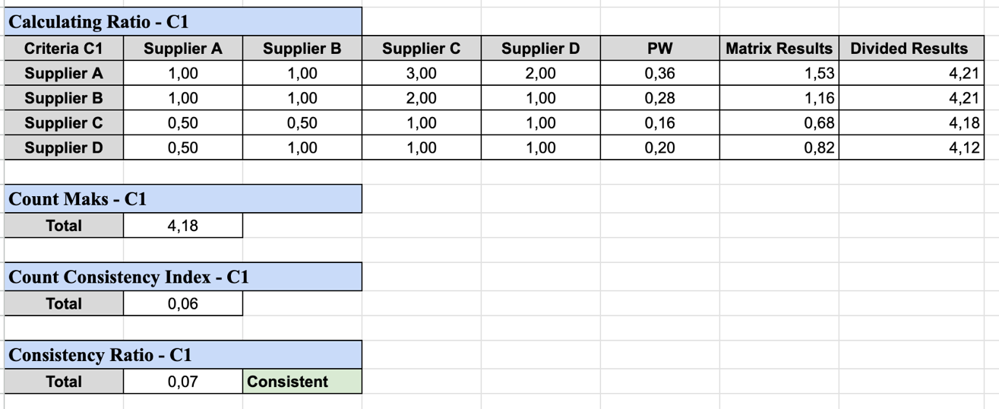 Calculating Ratio - C1
Criteria C1 Supplier A Supplier B Supplier C Supplier D PW Matrix Results Divided Results
Supplier A 1,00 1,00 3,00 2,00 0,36 1,53 4,21
Supplier B 1,00 1,00 2,00 1,00 0,28 1,16 4,21
Supplier C 0,50 0,50 1,00 1,00 0,16 0,68 4,18
Supplier D 0,50 1,00 1,00 1,00 0,20 0,82 4,12
Count Maks - C1
Total 4,18
Count Consistency Index - C1
Total 0,06
Consistency Ratio - C1
Total 0,07 Consistent